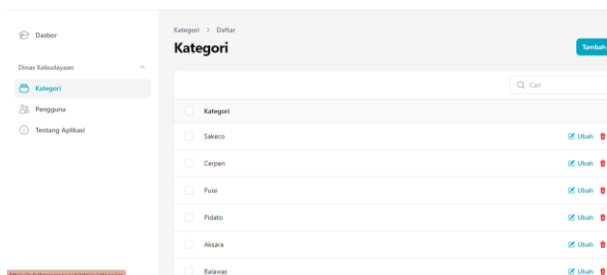 Dasbor
Dinas Kebudayaan
Kategori
Pengguna
Tentang Aplikasi
Kategori > Daftar
Kategori
Tambah
Cari
Kategori
Sakeco
Ubah
Cerpen
Ubah
Puisi
Ubah
Pidato
Ubah
Aksara
Ubah
Balawas
Ubah